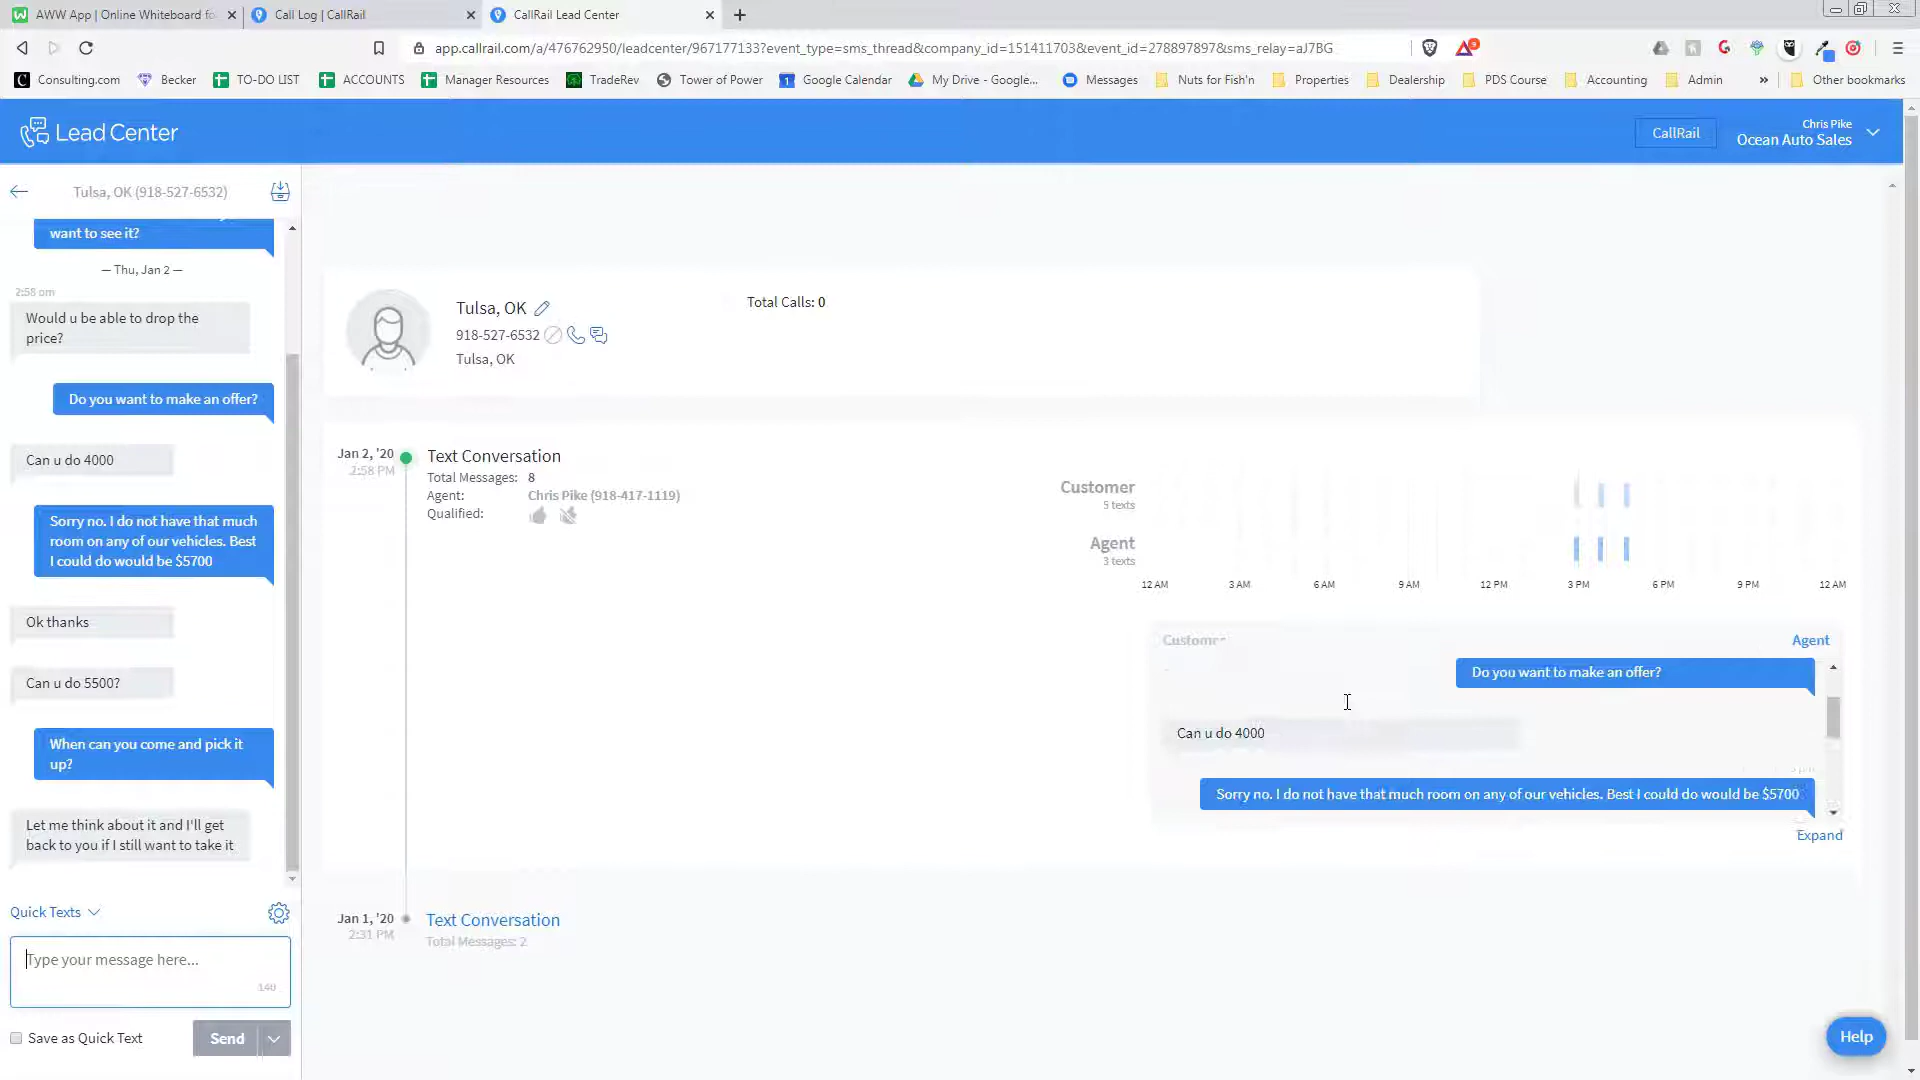 AWW App | Online Whiteboard fo
Call Log | CallRail
CallRail Lead Center
app.callrail.com/a/476762950/leadcenter/967177133?event_type=sms_thread&company_id=151411703&event_id=278897897&sms_relay=aJ7BG
Consulting.com
Becker
TO-DO LIST
ACCOUNTS
Manager Resources
TradeRev
Tower of Power
Google Calendar
My Drive - Google...
Messages
Nuts for Fish'n
Properties
Dealership
PDS Course
Accounting
Admin
»
Other bookmarks
Lead Center
CallRail
Chris Pike
Ocean Auto Sales
Tulsa, OK (918-527-6532)
want to see it?
— Thu, Jan 2 —
2:58 pm
Would u be able to drop the
price?
Do you want to make an offer?
Can u do 4000
Sorry no. I do not have that much
room on any of our vehicles. Best
I could do would be $5700
Ok thanks
Can u do 5500?
When can you come and pick it
up?
Let me think about it and I'll get
back to you if I still want to take it
Quick Texts
Type your message here...
140
Save as Quick Text
Send
Tulsa, OK
918-527-6532
Tulsa, OK
Total Calls: 0
Jan 2, '20
2:58 PM
Text Conversation
Total Messages: 8
Agent: Chris Pike (918-417-1119)
Qualified:
Customer
5 texts
Agent
3 texts
12 AM 3 AM 6 AM 9 AM 12 PM 3 PM 6 PM 9 PM 12 AM
Customer
Agent
Do you want to make an offer?
Can u do 4000
Sorry no. I do not have that much room on any of our vehicles. Best I could do would be $5700
Expand
Jan 1, '20
2:31 PM
Text Conversation
Total Messages: 2
Help